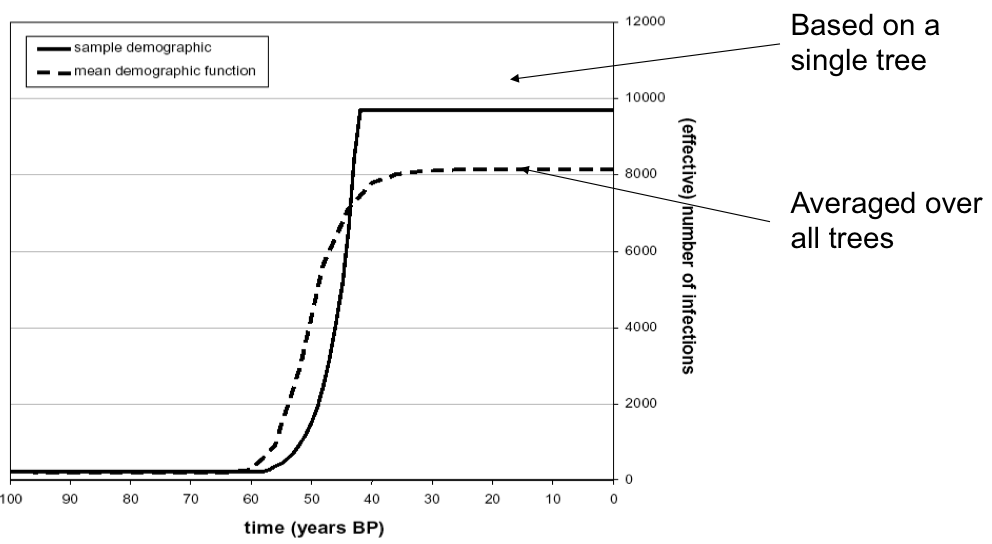 sample demographic
mean demographic function
12000
10000
8000
6000
4000
2000
0
(effective) number of infections
Based on a
single tree
Averaged over
all trees
100 90 80 70 60 50 40 30 20 10 0
time (years BP)